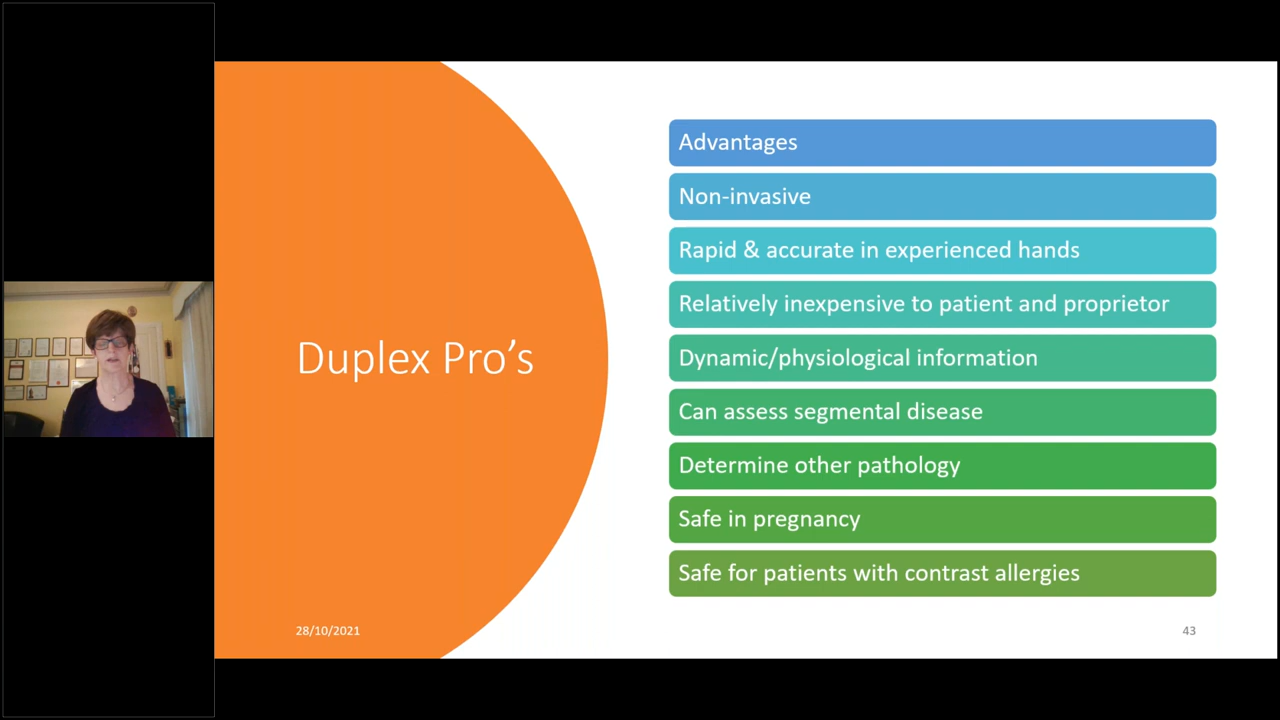 Duplex Pro’s
Advantages
Non-invasive
Rapid & accurate in experienced hands
Relatively inexpensive to patient and proprietor
Dynamic/physiological information
Can assess segmental disease
Determine other pathology
Safe in pregnancy
Safe for patients with contrast allergies
28/10/2021
43